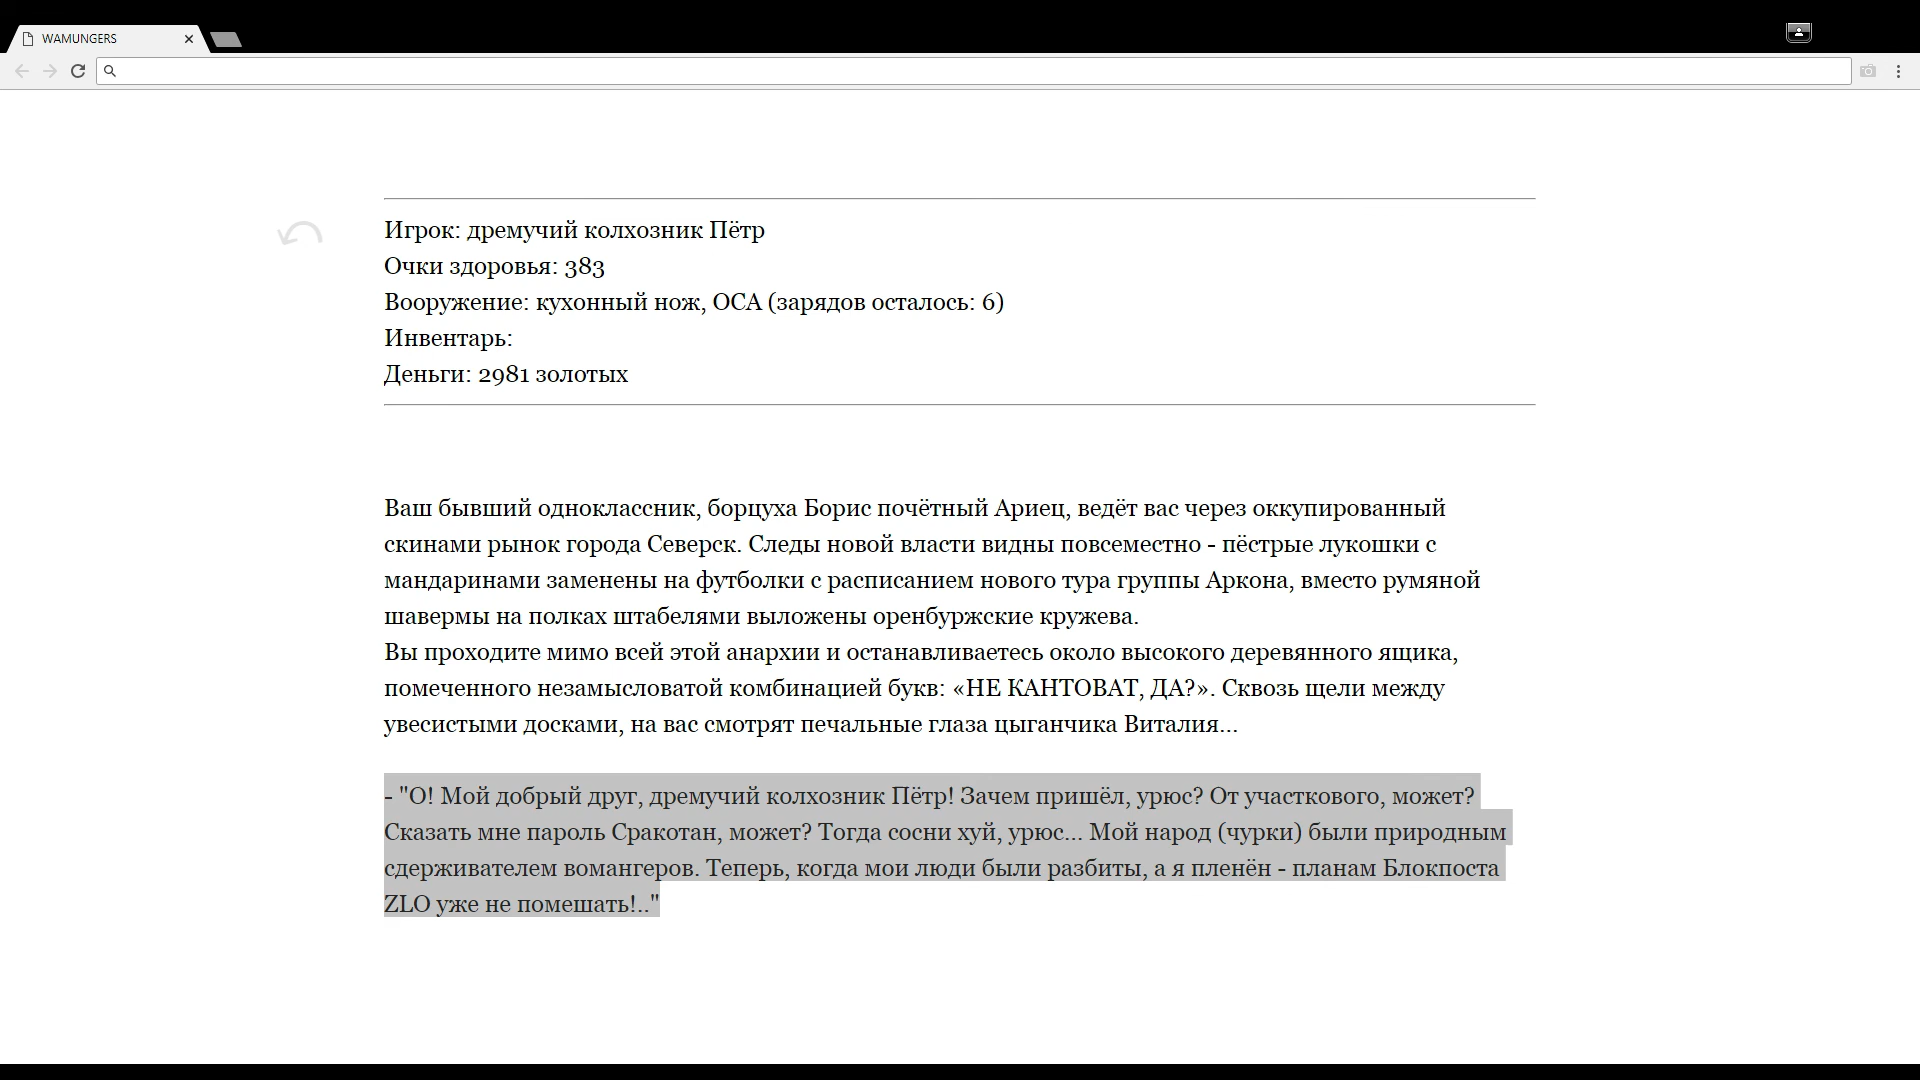 WAMUNGERS
Игрок: дремучий колхозник Пётр
Очки здоровья: 383
Вооружение: кухонный нож, ОСА (зарядов осталось: 6)
Инвентарь:
Деньги: 2981 золотых
Ваш бывший одноклассник, борцуха Борис почётный Ариец, ведёт вас через оккупированный
скинами рынок города Северск. Следы новой власти видны повсеместно - пёстрые лукошки с
мандаринами заменены на футболки с расписанием нового тура группы Аркона, вместо румяной
шавермы на полках штабелями выложены оренбуржские кружева.
Вы проходите мимо всей этой анархии и останавливаетесь около высокого деревянного ящика,
помеченного незамысловатой комбинацией букв: «НЕ КАНТОВАТ, ДА?». Сквозь щели между
увесистыми досками, на вас смотрят печальные глаза цыганчика Виталия...
- "О! Мой добрый друг, дремучий колхозник Пётр! Зачем пришёл, урюс? От участкового, может?
Сказать мне пароль Сракотан, может? Тогда сосни хуй, урюс... Мой народ (чурки) были природным
сдерживателем вомангеров. Теперь, когда мои люди были разбиты, а я пленён - планам Блокпоста
ZLO уже не помешать!.."